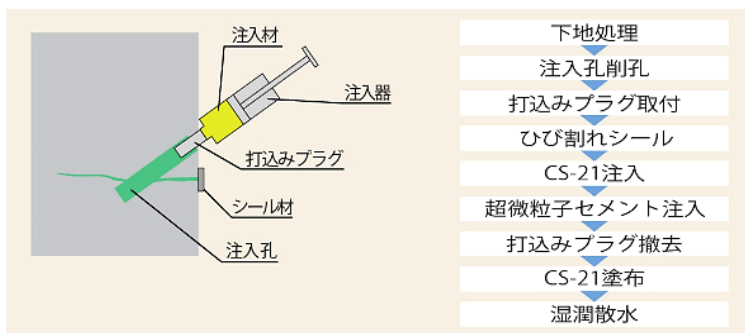 注入材
注入器
打込みプラグ
シール材
注入孔
下地処理
注入孔削孔
打込みプラグ取付
ひび割れシール
CS-21注入
超微粒子セメント注入
打込みプラグ撤去
CS-21塗布
湿潤散水